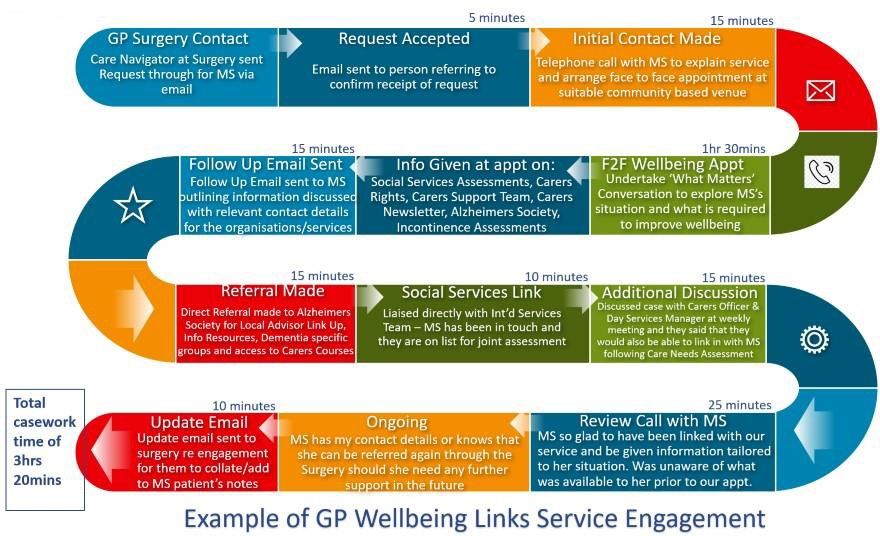 5 minutes
15 minutes
GP Surgery Contact
Care Navigator at Surgery sent
Request through for MS via
email
Request Accepted
Email sent to person referring to
confirm receipt of request
Initial Contact Made
Telephone call with MS to explain service
and arrange face to face appointment at
suitable community based venue
1hr 30mins
F2F Wellbeing Appt
Undertake ‘What Matters’
Conversation to explore MS’s
situation and what is required
to improve wellbeing
Info Given at appt on:
Social Services Assessments, Carers
Rights, Carers Support Team, Carers
Newsletter, Alzheimers Society,
Incontinence Assessments
15 minutes
Follow Up Email Sent
Follow Up Email sent to MS
outlining information discussed
with relevant contact details
for the organisations/services
15 minutes
Referral Made
Direct Referral made to Alzheimers
Society for Local Advisor Link Up,
Info Resources, Dementia specific
groups and access to Carers Courses
10 minutes
Social Services Link
Liaised directly with Int’d Services
Team – MS has been in touch and
they are on list for joint assessment
15 minutes
Additional Discussion
Discussed case with Carers Officer &
Day Services Manager at weekly
meeting and they said that they
would also be able to link in with MS
following Care Needs Assessment
25 minutes
Review Call with MS
MS so glad to have been linked with our
service and be given information tailored
to her situation. Was unaware of what
was available to her prior to our appt.
Ongoing
MS has my contact details or knows that
she can be referred again through the
Surgery should she need any further
support in the future
10 minutes
Update Email
Update email sent to
surgery re engagement
for them to collate/add
to MS patient’s notes
Total
casework
time of
3hrs
20mins
Example of GP Wellbeing Links Service Engagement